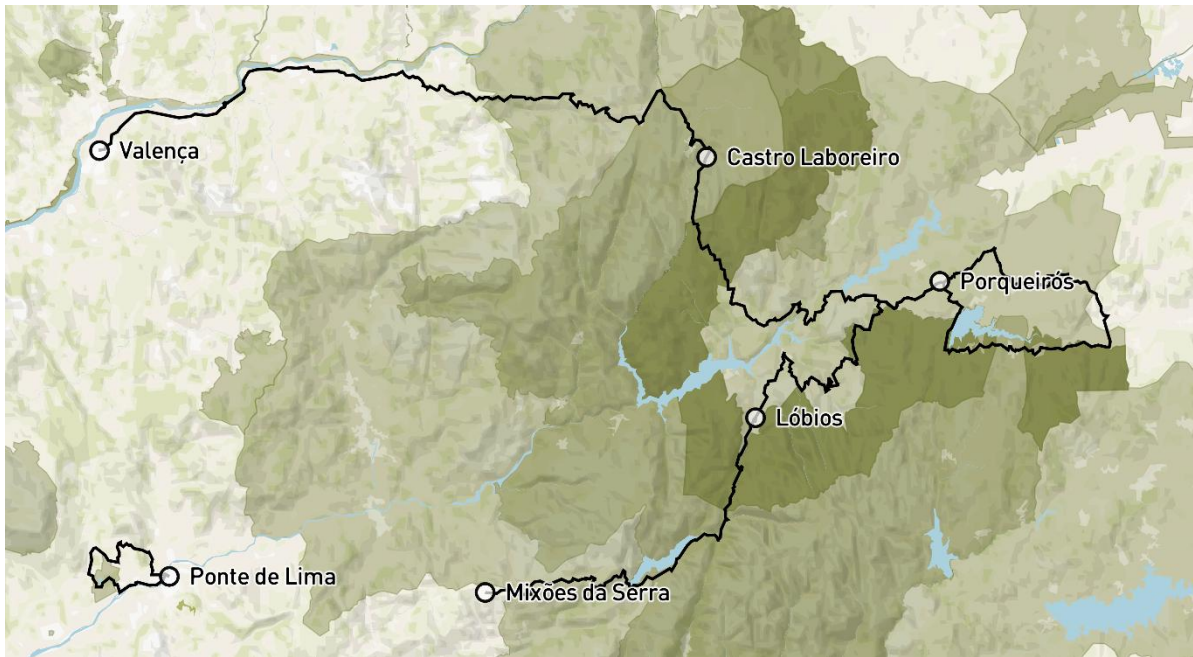 Valença
Castro Laboreiro
Porqueirós
Lóbios
Ponte de Lima
Mixões da Serra